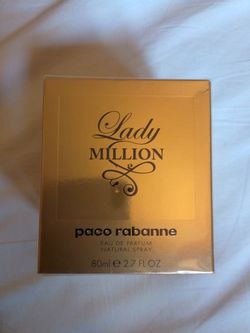 Lady
MILLION
paco rabanne
EAU DE PARFUM
NATURAL SPRAY
80ml ℮ 2.7 FL OZ